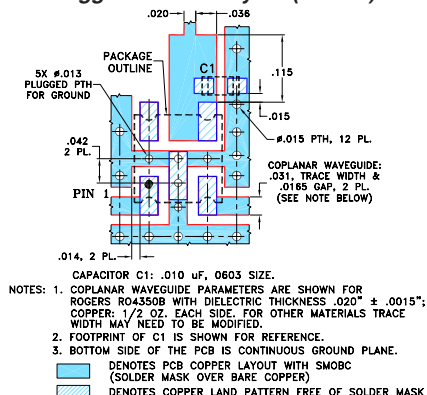 .020
.036
PACKAGE
OUTLINE
C1
5X ø.013
PLUGGED PTH
FOR GROUND
.115
.015
ø.015 PTH, 12 PL.
.042
2 PL.
COPLANAR WAVEGUIDE:
.031, TRACE WIDTH &
.0165 GAP, 2 PL.
(SEE NOTE BELOW)
PIN 1
.014, 2 PL.
CAPACITOR C1: .010 uF, 0603 SIZE.
NOTES: 1. COPLANAR WAVEGUIDE PARAMETERS ARE SHOWN FOR
ROGERS RO4350B WITH DIELECTRIC THICKNESS .020" ± .0015";
COPPER: 1/2 OZ. EACH SIDE. FOR OTHER MATERIALS TRACE
WIDTH MAY NEED TO BE MODIFIED.
2. FOOTPRINT OF C1 IS SHOWN FOR REFERENCE.
3. BOTTOM SIDE OF THE PCB IS CONTINUOUS GROUND PLANE.
DENOTES PCB COPPER LAYOUT WITH SMOBC
(SOLDER MASK OVER BARE COPPER)
DENOTES COPPER LAND PATTERN FREE OF SOLDER MASK